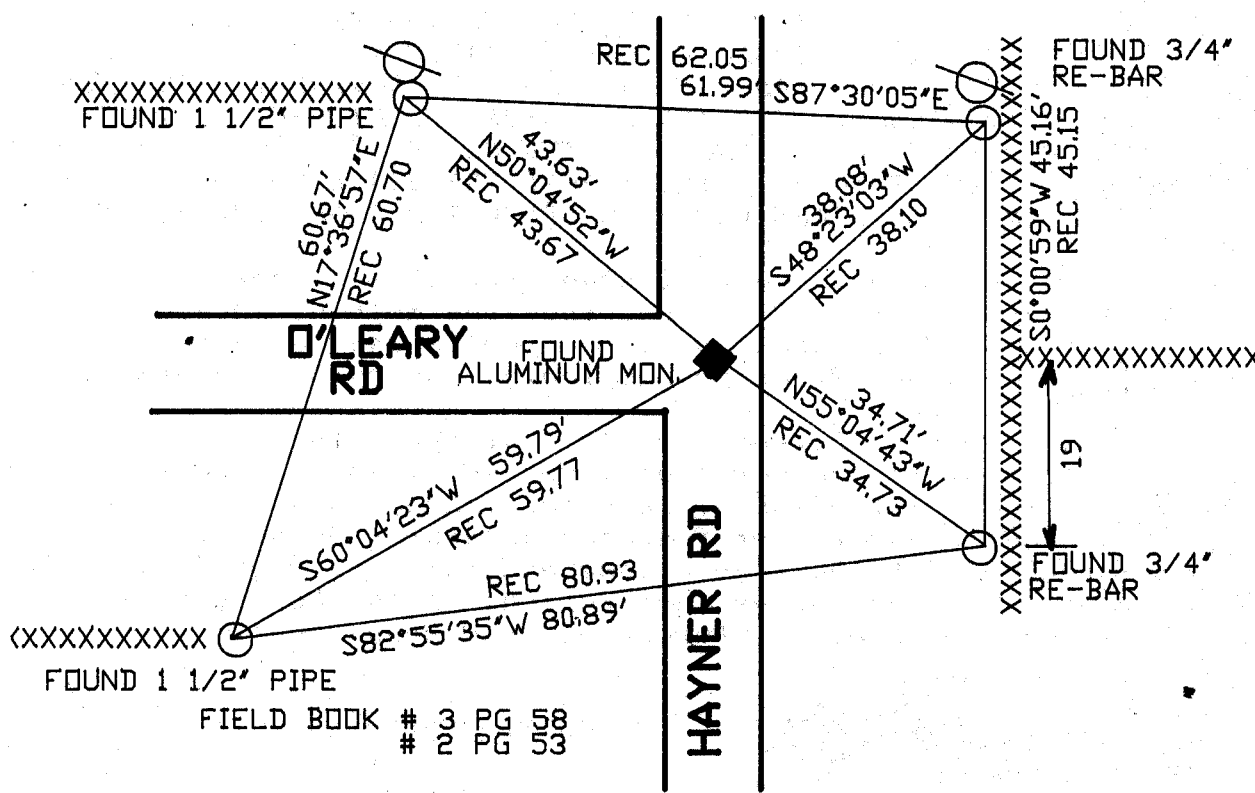 REC 62.05
61.99'
S87°30'05"E
FOUND 3/4"
RE-BAR
XXXXXXXXXXXXXXXXX
FOUND 1 1/2" PIPE
43.63'
N50°04'52"W
REC 43.67
38.08'
S48°23'03"W
REC 38.10
S0°00'59"W 45.16'
REC 45.15
60.67'
N17°36'57"E
REC 60.70
O'LEARY
RD
FOUND
ALUMINUM MON.
34.71'
N55°04'43"W
REC 34.73
19
S60°04'23"W 59.79'
REC 59.77
HAYNER RD
REC 80.93
S82°55'35"W 80.89'
FOUND 3/4"
RE-BAR
FOUND 1 1/2" PIPE
FIELD BOOK # 3 PG 58
# 2 PG 53